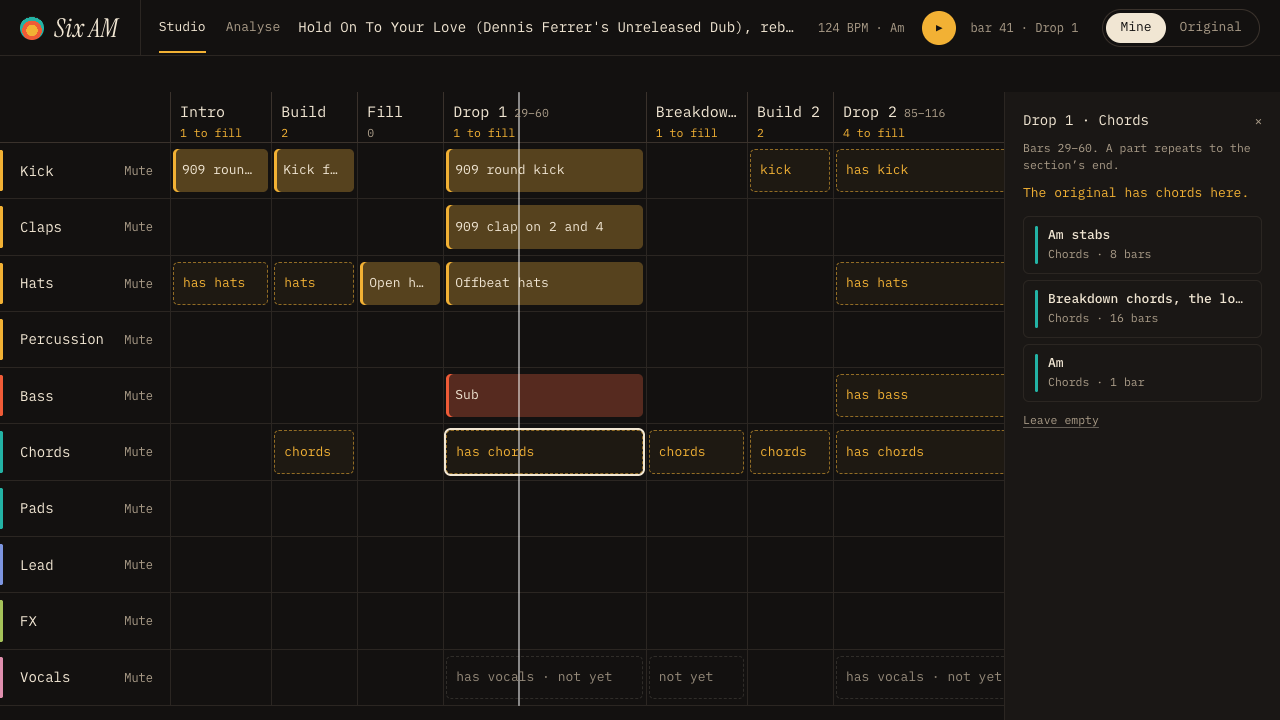 Six AM
Studio Analyse Hold On To Your Love (Dennis Ferrer's Unreleased Dub), reb… 124 BPM · Am ▶ bar 41 · Drop 1 Mine Original
Intro Build Fill Drop 1 29–60 Breakdow… Build 2 Drop 2 85–116
1 to fill 2 0 1 to fill 1 to fill 2 4 to fill
Kick Mute 909 roun… Kick f… 909 round kick kick has kick
Claps Mute 909 clap on 2 and 4
Hats Mute has hats hats Open h… Offbeat hats has hats
Percussion Mute
Bass Mute Sub has bass
Chords Mute chords has chords chords chords has chords
Pads Mute
Lead Mute
FX Mute
Vocals Mute has vocals · not yet not yet has vocals · not yet
Drop 1 · Chords ×
Bars 29–60. A part repeats to the
section's end.
The original has chords here.
Am stabs
Chords · 8 bars
Breakdown chords, the lo…
Chords · 16 bars
Am
Chords · 1 bar
Leave empty